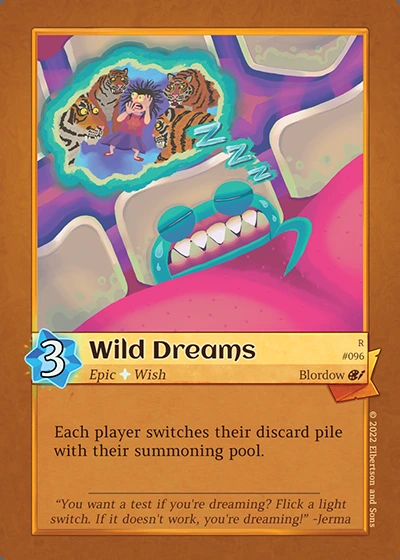 Z Z Z N
3
Wild Dreams
R
#096
Epic Wish
Blordow
Each player switches their discard pile
with their summoning pool.
"You want a test if you're dreaming? Flick a light
switch. If it doesn't work, you're dreaming!" -Jerma
© 2022 Elbertson and Sons